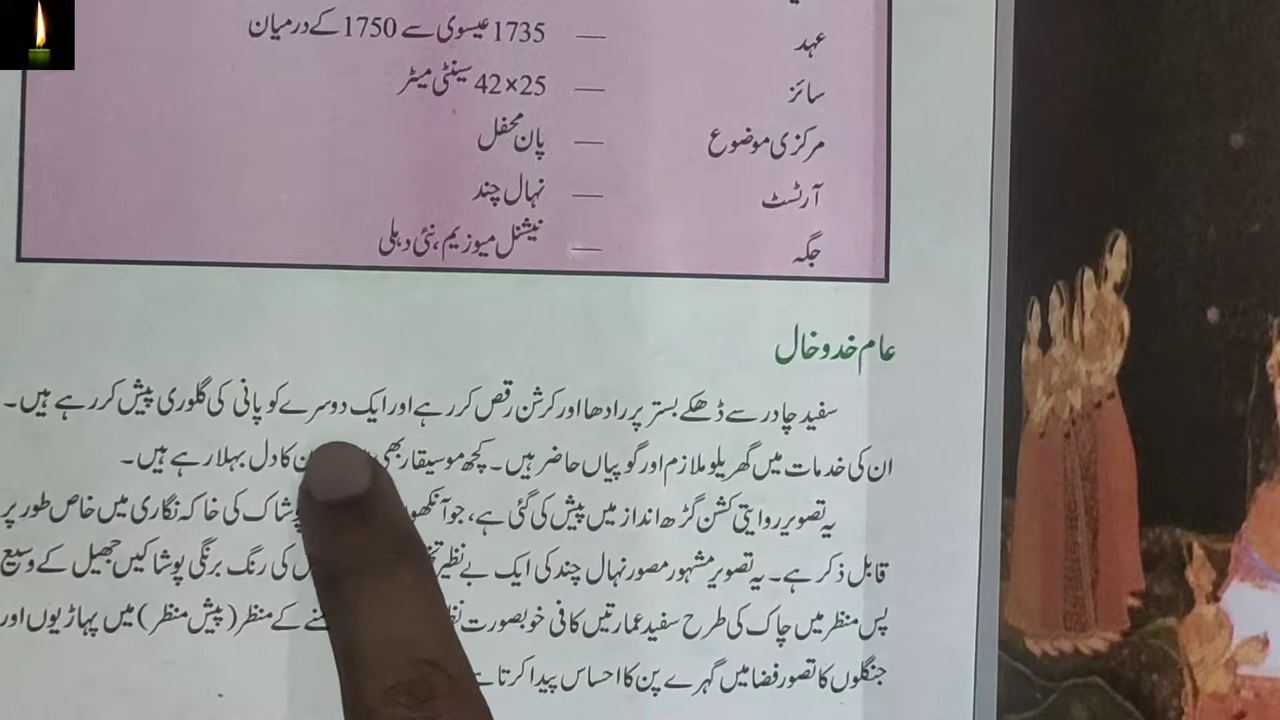 عہد — 1735 عیسوی سے 1750 کے درمیان
سائز — 42×25 سینٹی میٹر
مرکزی موضوع — پان محفل
آرٹسٹ — نہال چند
جگہ — نیشنل میوزیم، نئی دہلی
عام خدوخال
سفید چادر سے ڈھکے بستر پر رادھا اور کرشن رقص کر رہے اور ایک دوسرے کو پانی کی گلوری پیش کر رہے ہیں۔
ان کی خدمات میں گھریلو ملازم اور گوپیاں حاضر ہیں۔ کچھ موسیقار بھی کا دل بہلا رہے ہیں۔
یہ تصویر روایتی کشن گڑھ انداز میں پیش کی گئی ہے، جو آنکھوں کی خاکہ نگاری میں خاص طور پر
قابل ذکر ہے۔ یہ تصویر مشہور مصور نہال چند کی ایک بے نظیر کی رنگ برنگی پوشاکیں جھیل کے وسیع
پس منظر میں چاک کی طرح سفید عمارتیں کافی خوبصورت کے منظر (پیش منظر) میں پہاڑیوں اور
جنگلوں کا تصور فضا میں گہرے پن کا احساس پیدا کرتا